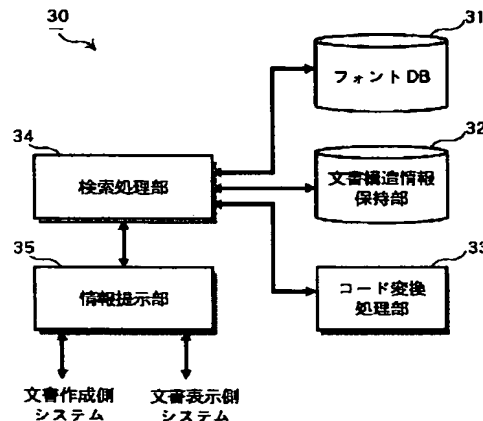 30
31
フォントDB
34
検索処理部
32
文書構造情報
保持部
35
情報提示部
33
コード変換
処理部
文書作成側
システム
文書表示側
システム